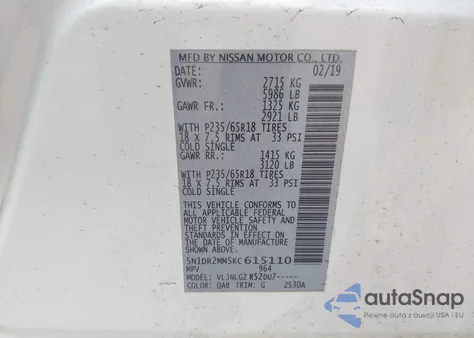 MFD BY NISSAN MOTOR CO., LTD.
DATE: 02/19
GVWR: 2715 KG
5986 LB
GAWR FR.: 1325 KG
2921 LB
WITH P235/65R18 TIRES
18 X 7.5 RIMS AT 33 PSI
COLD SINGLE
GAWR RR.: 1415 KG
3120 LB
WITH P235/65R18 TIRES
18 X 7.5 RIMS AT 33 PSI
COLD SINGLE
THIS VEHICLE CONFORMS TO ALL
APPLICABLE FEDERAL MOTOR
VEHICLE SAFETY AND
THEFT PREVENTION
STANDARDS IN EFFECT ON
THE DATE OF MANUFACTURE
SHOWN ABOVE.
5N1DR2MM5KC615110
MPV 964
MODEL: VLJNLGZ R52DU7-----
COLOR: QAB TRIM: G ZS30A
autoSnap
Pewne auta z aukcji USA i EU